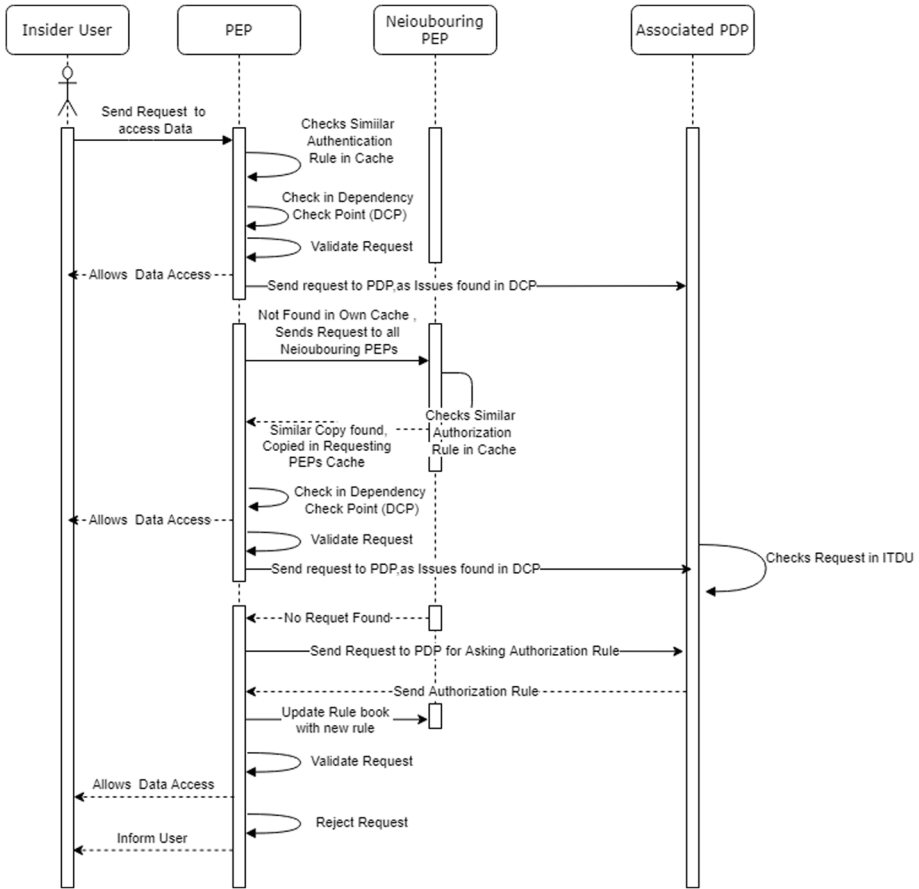 Insider User
PEP
Neioubouring
PEP
Associated PDP
Send Request to
access Data
Checks Simiilar
Authentication
Rule in Cache
Check in Dependency
Check Point (DCP)
Validate Request
Allows Data Access
Send request to PDP,as Issues found in DCP
Not Found in Own Cache ,
Sends Request to all
Neioubouring PEPs
Checks Similar
Authorization
Rule in Cache
Similar Copy found,
Copied in Requesting
PEPs Cache
Check in Dependency
Check Point (DCP)
Allows Data Access
Validate Request
Checks Request in ITDU
Send request to PDP,as Issues found in DCP
No Requet Found
Send Request to PDP for Asking Authorization Rule
Send Authorization Rule
Update Rule book
with new rule
Validate Request
Allows Data Access
Reject Request
Inform User